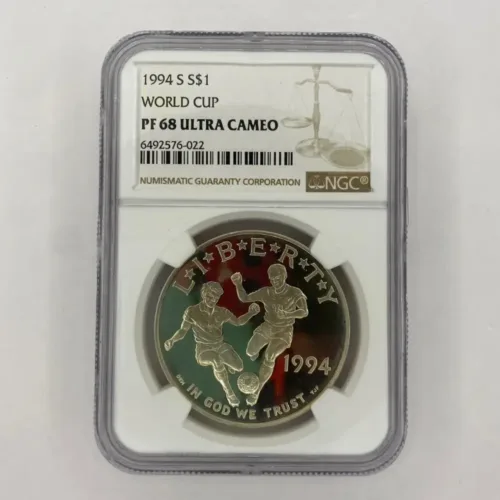 1994 S S$1
WORLD CUP
PF 68 ULTRA CAMEO
6492576-022
NUMISMATIC GUARANTY CORPORATION
NGC®
L★I★B★E★R★T★Y
1994
IN GOD WE TRUST